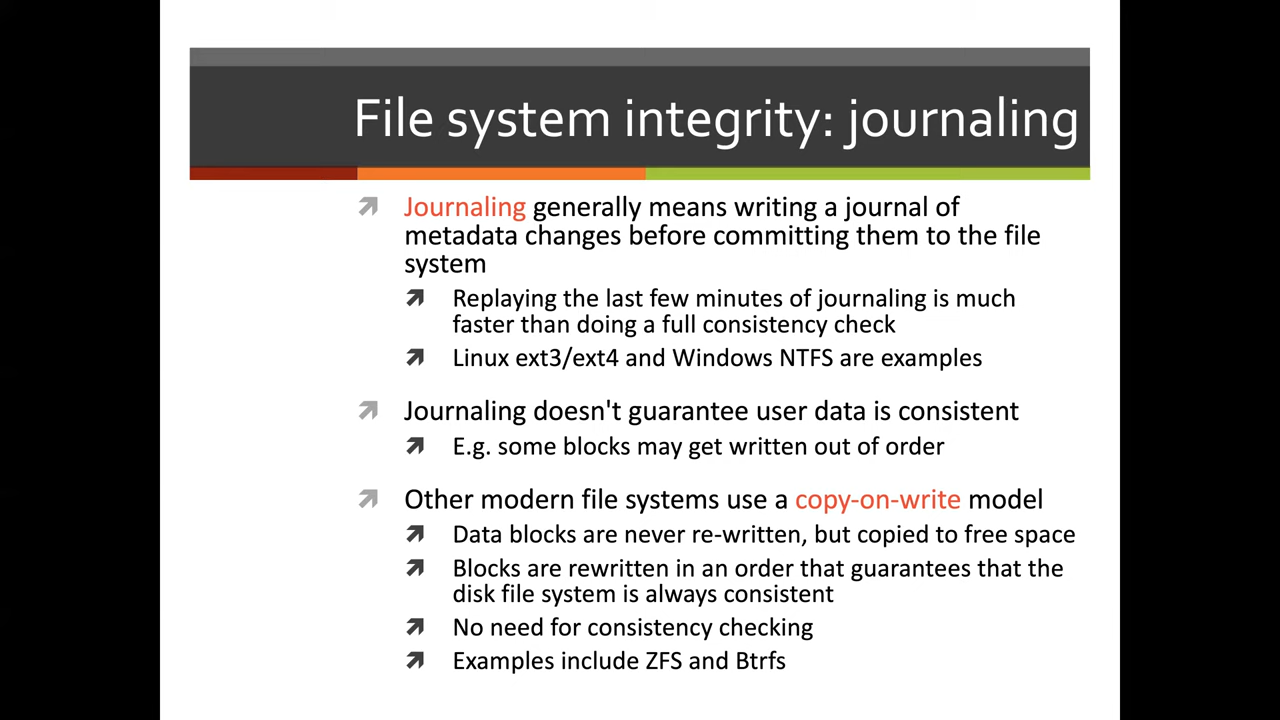 File system integrity: journaling
Journaling generally means writing a journal of
metadata changes before committing them to the file
system
Replaying the last few minutes of journaling is much
faster than doing a full consistency check
Linux ext3/ext4 and Windows NTFS are examples
Journaling doesn't guarantee user data is consistent
E.g. some blocks may get written out of order
Other modern file systems use a copy-on-write model
Data blocks are never re-written, but copied to free space
Blocks are rewritten in an order that guarantees that the
disk file system is always consistent
No need for consistency checking
Examples include ZFS and Btrfs